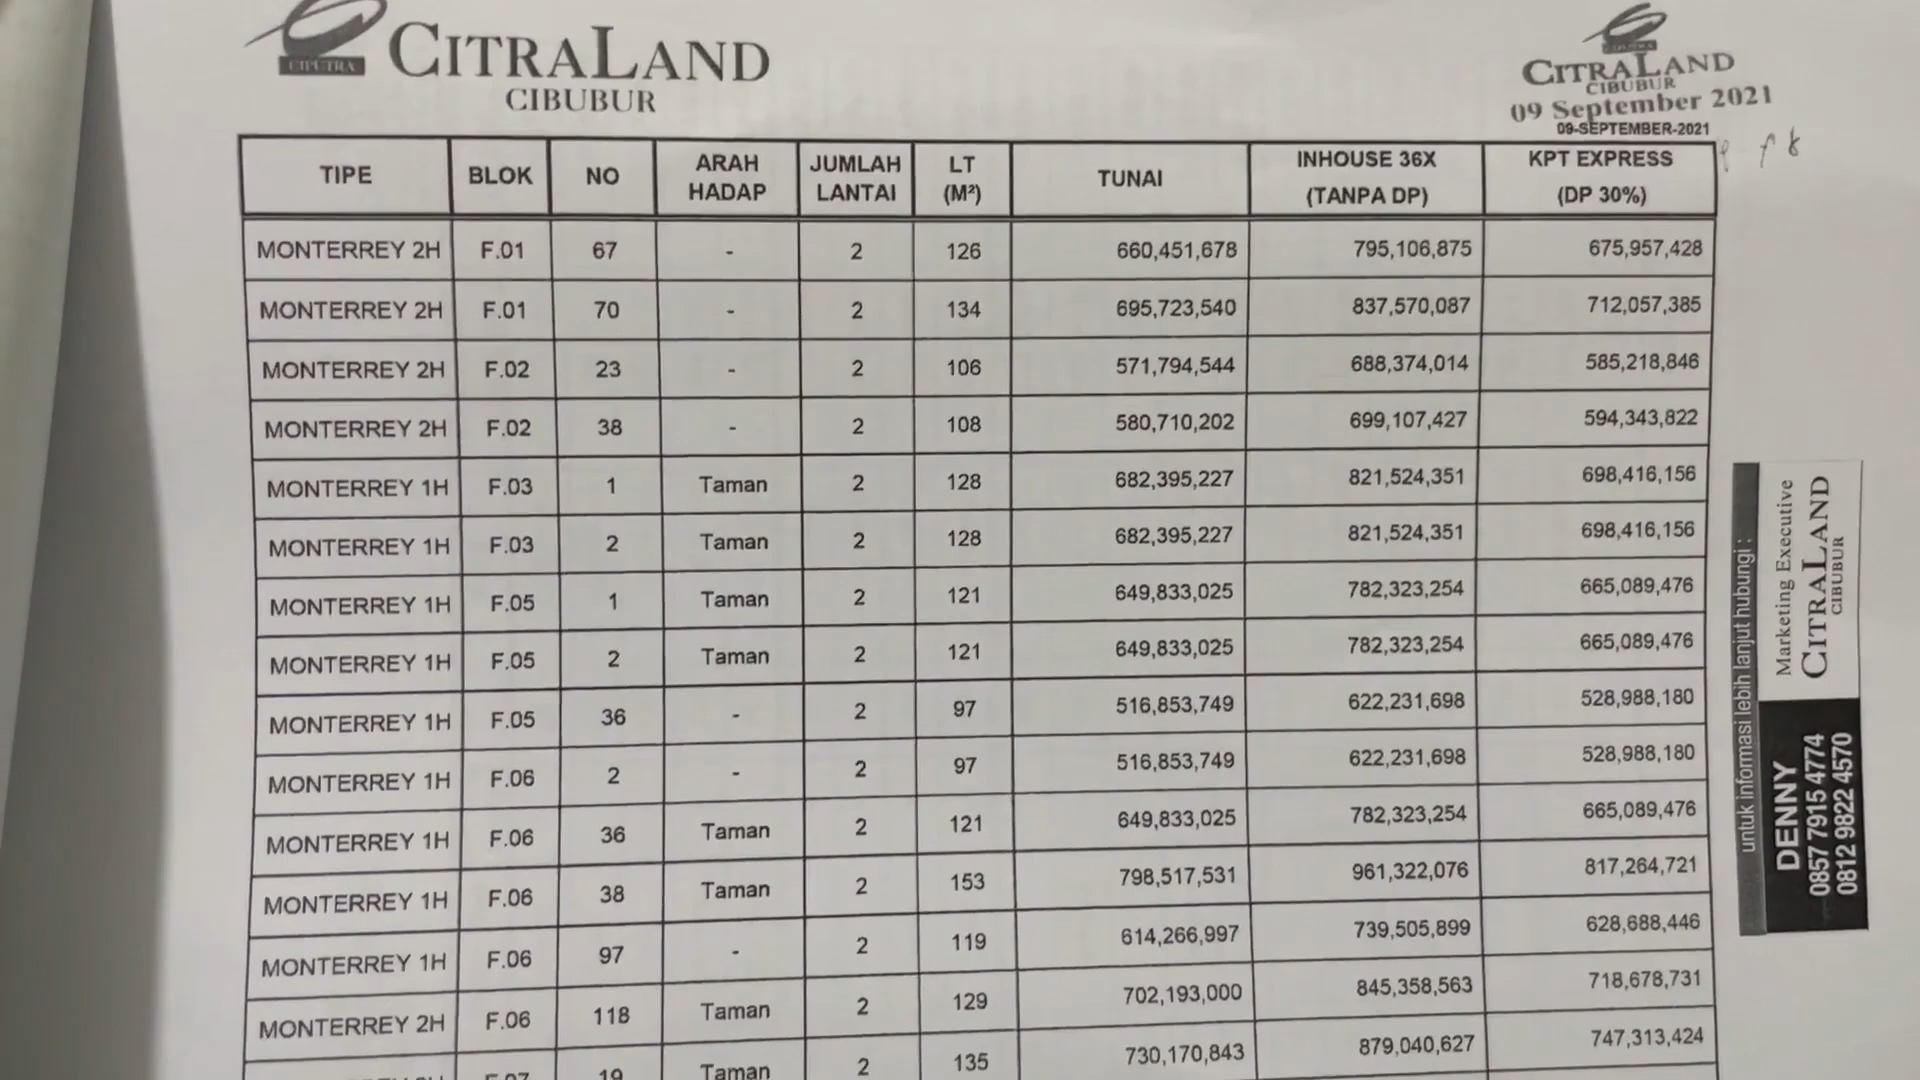 CIPUTRA
CITRALAND
CIBUBUR
CITRALAND
CIBUBUR
09 September 2021
09-SEPTEMBER-2021
TIPE BLOK NO ARAH HADAP JUMLAH LANTAI LT (M²) TUNAI INHOUSE 36X (TANPA DP) KPT EXPRESS (DP 30%)
MONTERREY 2H F.01 67 - 2 126 660,451,678 795,106,875 675,957,428
MONTERREY 2H F.01 70 - 2 134 695,723,540 837,570,087 712,057,385
MONTERREY 2H F.02 23 - 2 106 571,794,544 688,374,014 585,218,846
MONTERREY 2H F.02 38 - 2 108 580,710,202 699,107,427 594,343,822
MONTERREY 1H F.03 1 Taman 2 128 682,395,227 821,524,351 698,416,156
MONTERREY 1H F.03 2 Taman 2 128 682,395,227 821,524,351 698,416,156
MONTERREY 1H F.05 1 Taman 2 121 649,833,025 782,323,254 665,089,476
MONTERREY 1H F.05 2 Taman 2 121 649,833,025 782,323,254 665,089,476
MONTERREY 1H F.05 36 - 2 97 516,853,749 622,231,698 528,988,180
MONTERREY 1H F.06 2 - 2 97 516,853,749 622,231,698 528,988,180
MONTERREY 1H F.06 36 Taman 2 121 649,833,025 782,323,254 665,089,476
MONTERREY 1H F.06 38 Taman 2 153 798,517,531 961,322,076 817,264,721
MONTERREY 1H F.06 97 - 2 119 614,266,997 739,505,899 628,688,446
MONTERREY 2H F.06 118 Taman 2 129 702,193,000 845,358,563 718,678,731
F.07 19 Taman 2 135 730,170,843 879,040,627 747,313,424
untuk informasi lebih lanjut hubungi :
Marketing Executive
CITRALAND
CIBUBUR
DENNY
0857 7915 4774
0812 9822 4570